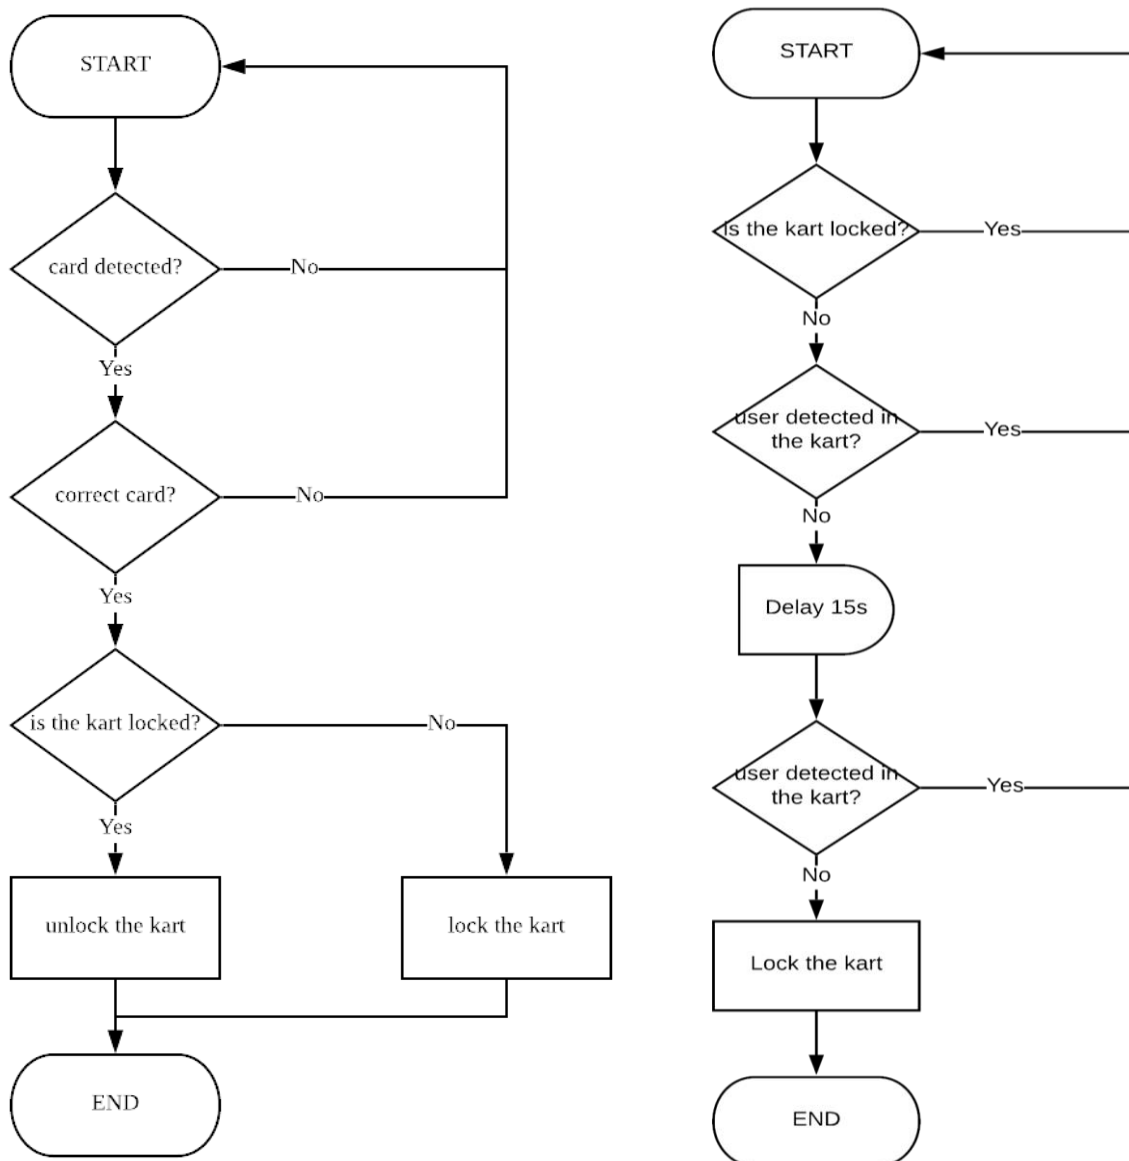 START
card detected?
No
Yes
correct card?
No
Yes
is the kart locked?
No
Yes
unlock the kart
lock the kart
END
START
is the kart locked?
Yes
No
user detected in
the kart?
Yes
No
Delay 15s
user detected in
the kart?
Yes
No
Lock the kart
END